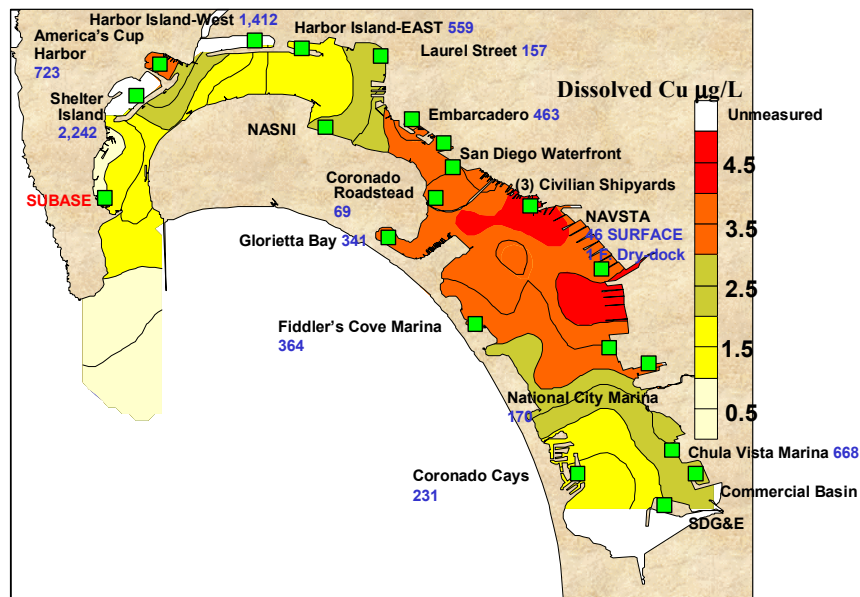 Harbor Island-West 1,412
America's Cup
Harbor
723
Harbor Island-EAST 559
Laurel Street 157
Shelter
Island
2,242
Dissolved Cu µg/L
Unmeasured
4.5
3.5
2.5
1.5
0.5
NASNI
Embarcadero 463
San Diego Waterfront
Coronado
Roadstead
69
(3) Civilian Shipyards
SUBASE
NAVSTA
46 SURFACE
Glorietta Bay 341
Dry-dock
Fiddler's Cove Marina
364
National City Marina
170
Chula Vista Marina 668
Coronado Cays
231
Commercial Basin
SDG&E